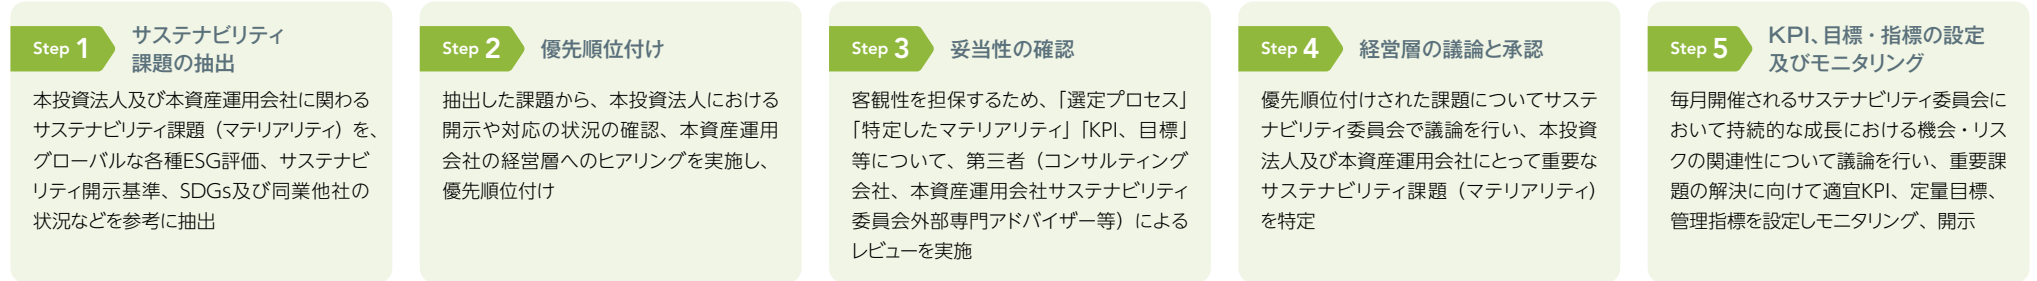 Step 1
サステナビリティ
課題の抽出
本投資法人及び本資産運用会社に関わる
サステナビリティ課題（マテリアリティ）を、
グローバルな各種ESG評価、サステナビ
リティ開示基準、SDGs及び同業他社の
状況などを参考に抽出
Step 2
優先順位付け
抽出した課題から、本投資法人における
開示や対応の状況の確認、本資産運用
会社の経営層へのヒアリングを実施し、
優先順位付け
Step 3
妥当性の確認
客観性を担保するため、「選定プロセス」
「特定したマテリアリティ」「KPI、目標」
等について、第三者（コンサルティング
会社、本資産運用会社サステナビリティ
委員会外部専門アドバイザー等）による
レビューを実施
Step 4
経営層の議論と承認
優先順位付けされた課題についてサステ
ナビリティ委員会で議論を行い、本投資
法人及び本資産運用会社にとって重要な
サステナビリティ課題（マテリアリティ）
を特定
Step 5
KPI、目標・指標の設定
及びモニタリング
毎月開催されるサステナビリティ委員会に
おいて持続的な成長における機会・リス
クの関連性について議論を行い、重要課
題の解決に向けて適宜KPI、定量目標、
管理指標を設定しモニタリング、開示